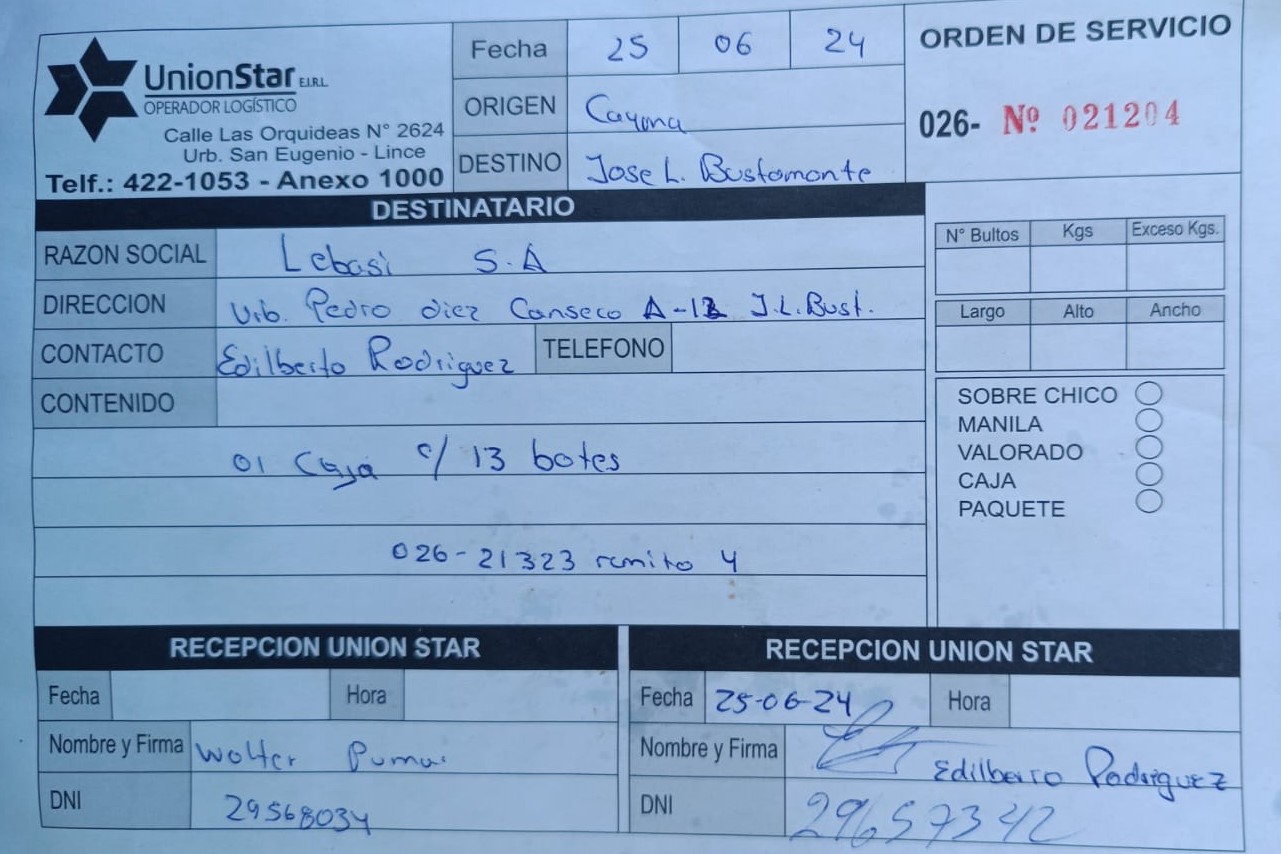 UnionStar E.I.R.L.
OPERADOR LOGÍSTICO
Calle Las Orquideas N° 2624
Urb. San Eugenio - Lince
Telf.: 422-1053 - Anexo 1000
Fecha 25 06 24
ORIGEN Cayma
DESTINO Jose L. Bustamante
ORDEN DE SERVICIO
026- Nº 021204
DESTINATARIO
RAZON SOCIAL Lebasi S.A
DIRECCION Urb. Pedro diez Canseco A-12 J.L.Bust.
CONTACTO Edilberto Rodriguez TELEFONO
CONTENIDO
01 Caja c/ 13 botes
026-21323 remito 4
N° Bultos Kgs Exceso Kgs.
Largo Alto Ancho
SOBRE CHICO
MANILA
VALORADO
CAJA
PAQUETE
RECEPCION UNION STAR
Fecha Hora
Nombre y Firma Walter Puma
DNI 29568034
RECEPCION UNION STAR
Fecha 25-06-24 Hora
Nombre y Firma Edilberto Rodriguez
DNI 29657342